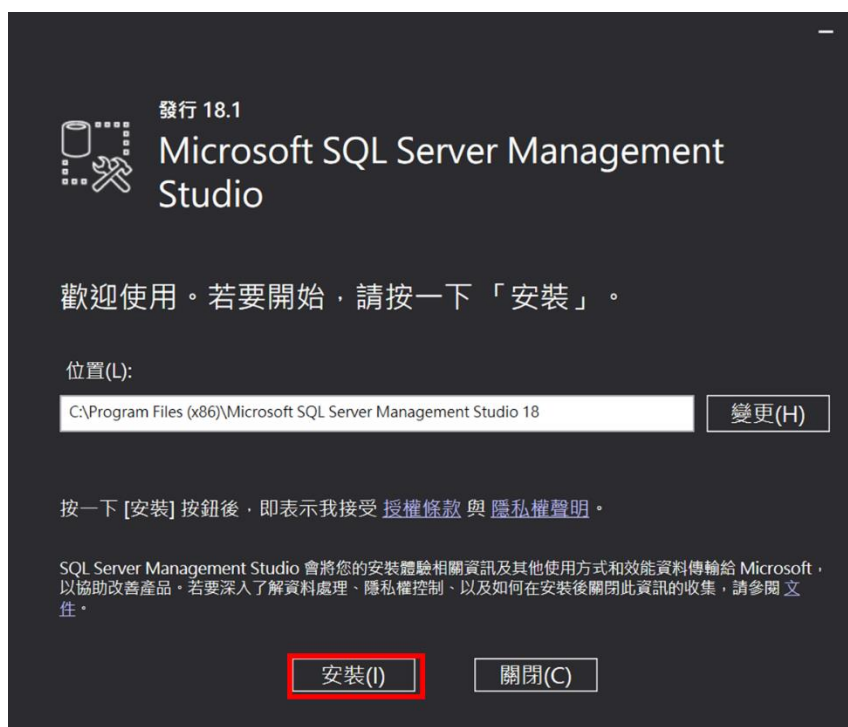 發行 18.1
Microsoft SQL Server Management
Studio
歡迎使用。若要開始，請按一下「安裝」。
位置(L):
C:\Program Files (x86)\Microsoft SQL Server Management Studio 18
變更(H)
按一下 [安裝] 按鈕後，即表示我接受 授權條款 與 隱私權聲明。
SQL Server Management Studio 會將您的安裝體驗相關資訊及其他使用方式和效能資料傳輸給 Microsoft，
以協助改善產品。若要深入了解資料處理、隱私權控制、以及如何在安裝後關閉此資訊的收集，請參閱 文
件。
安裝(I)
關閉(C)